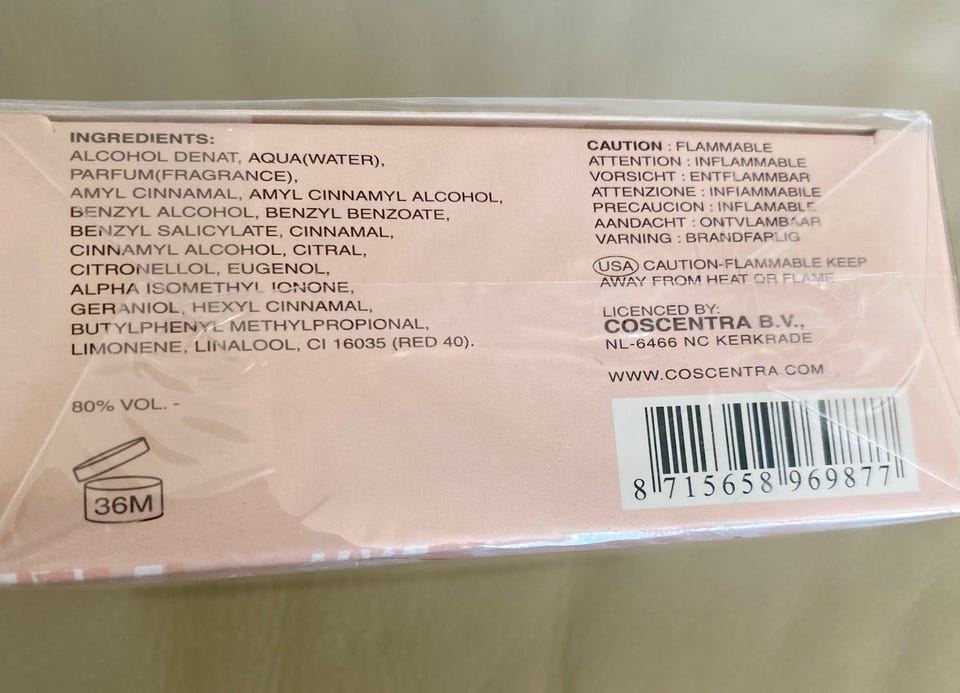 INGREDIENTS:
ALCOHOL DENAT, AQUA(WATER),
PARFUM(FRAGRANCE),
AMYL CINNAMAL, AMYL CINNAMYL ALCOHOL,
BENZYL ALCOHOL, BENZYL BENZOATE,
BENZYL SALICYLATE, CINNAMAL,
CINNAMYL ALCOHOL, CITRAL,
CITRONELLOL, EUGENOL,
ALPHA ISOMETHYL IONONE,
GERANIOL, HEXYL CINNAMAL,
BUTYLPHENYL METHYLPROPIONAL,
LIMONENE, LINALOOL, CI 16035 (RED 40).
80% VOL. -
36M
CAUTION : FLAMMABLE
ATTENTION : INFLAMMABLE
VORSICHT : ENTFLAMMBAR
ATTENZIONE : INFIAMMABILE
PRECAUCION : INFLAMABLE
AANDACHT : ONTVLAMBAAR
VARNING : BRANDFARLIG
USA CAUTION-FLAMMABLE KEEP
AWAY FROM HEAT OR FLAME
LICENCED BY:
COSCENTRA B.V.,
NL-6466 NC KERKRADE
WWW.COSCENTRA.COM
8 715658 969877